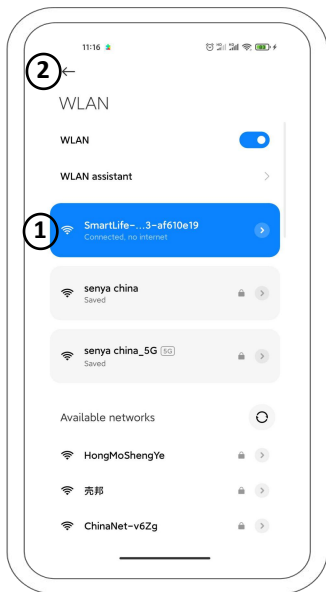 11:16
2
WLAN
WLAN
WLAN assistant
1
SmartLife-...3-af610e19
Connected, no internet
senya china
Saved
senya china_5G 5G
Saved
Available networks
HongMoShengYe
売邦
ChinaNet-v6Zg